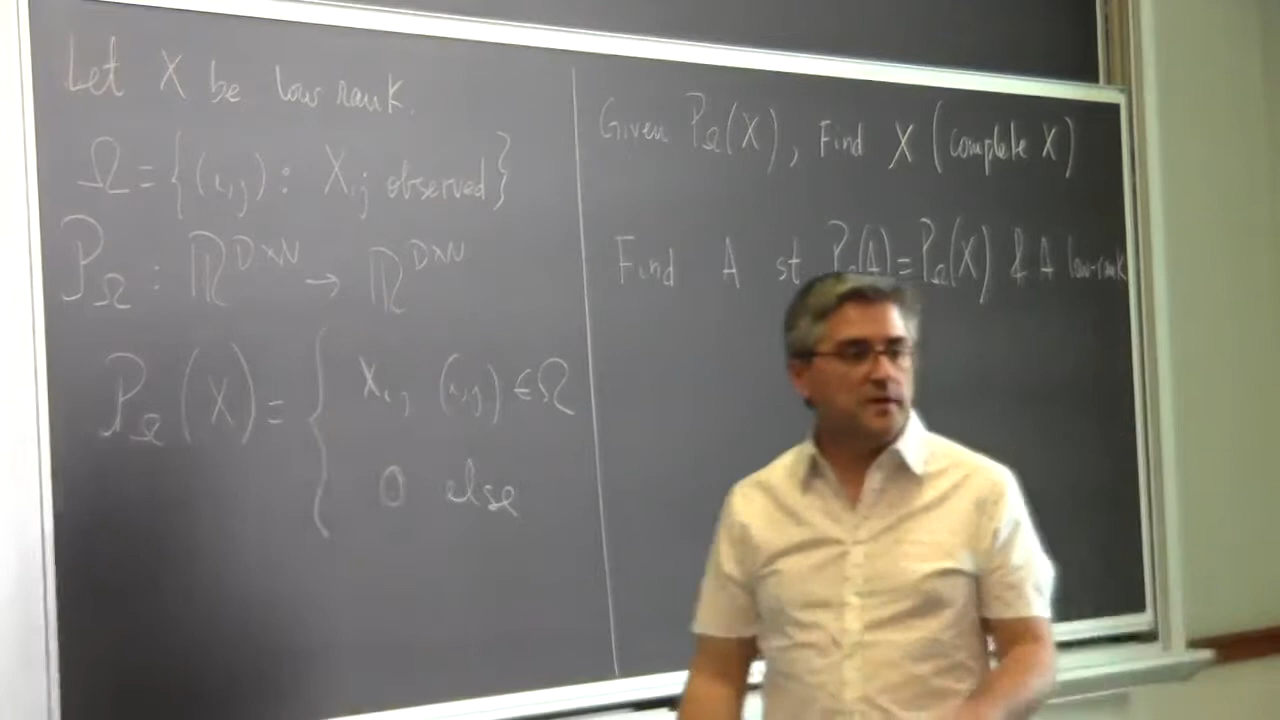 Let X be low rank.
Ω = {(i,j) : X_ij observed}
P_Ω : ℝ^{D×N} → ℝ^{D×N}
P_Ω(X) = { X_ij (i,j) ∈ Ω
0 else
Given P_Ω(X), Find X (complete X)
Find A st P_Ω(A) = P_Ω(X) & A low-rank